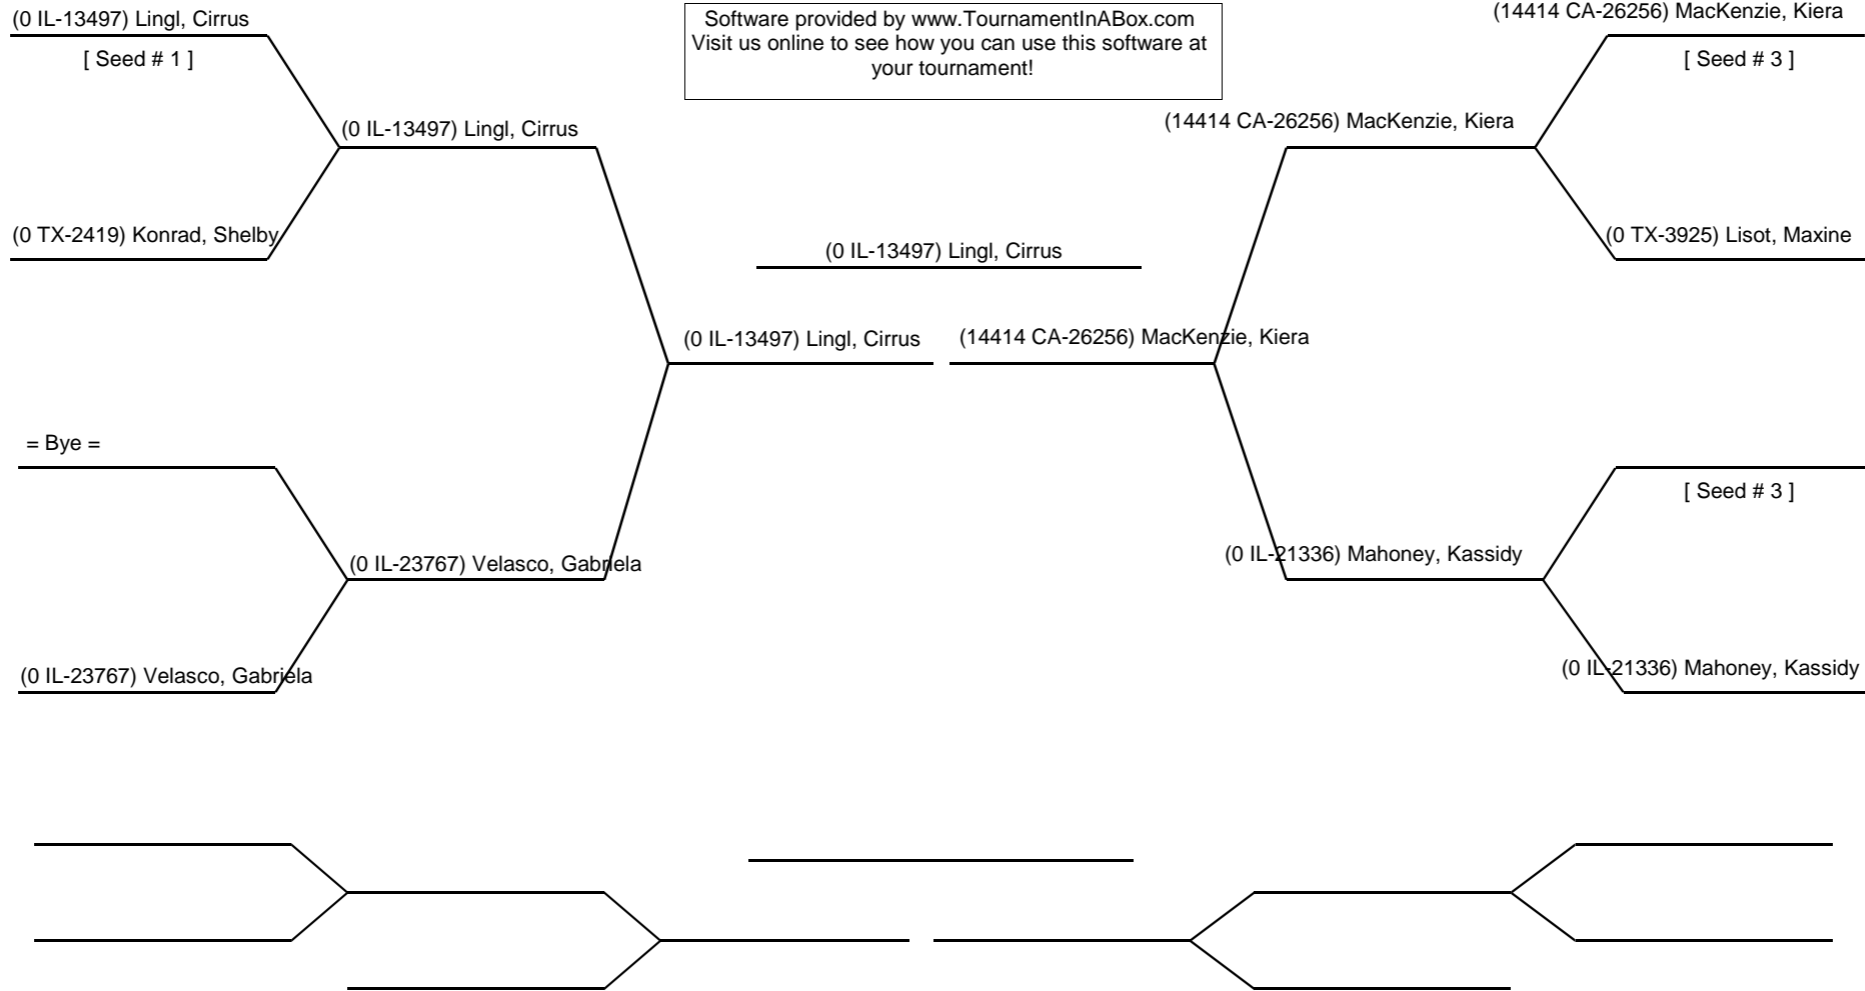 (0 IL-13497) Lingl, Cirrus
[ Seed # 1 ]
(0 IL-13497) Lingl, Cirrus
(0 TX-2419) Konrad, Shelby
Software provided by www.TournamentInABox.com
Visit us online to see how you can use this software at
your tournament!
(14414 CA-26256) MacKenzie, Kiera
[ Seed # 3 ]
(14414 CA-26256) MacKenzie, Kiera
(0 TX-3925) Lisot, Maxine
(0 IL-13497) Lingl, Cirrus
(0 IL-13497) Lingl, Cirrus
(14414 CA-26256) MacKenzie, Kiera
= Bye =
(0 IL-23767) Velasco, Gabriela
(0 IL-23767) Velasco, Gabriela
[ Seed # 3 ]
(0 IL-21336) Mahoney, Kassidy
(0 IL-21336) Mahoney, Kassidy